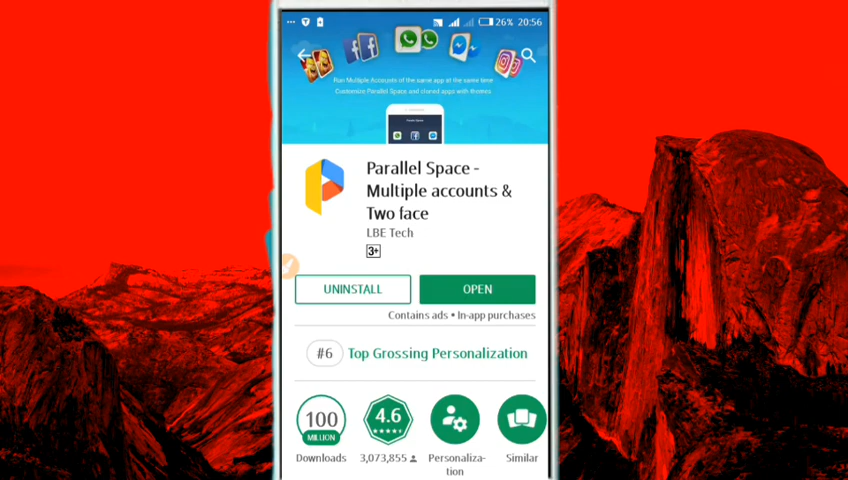 26% 20:56
Run Multiple Accounts of the same app at the same time
Customize Parallel Space and cloned apps with themes
Parallel Space -
Multiple accounts &
Two face
LBE Tech
3+
UNINSTALL
OPEN
Contains ads • In-app purchases
#6
Top Grossing Personalization
100
MILLION
4.6
Downloads
3,073,855
Personaliza-
tion
Similar